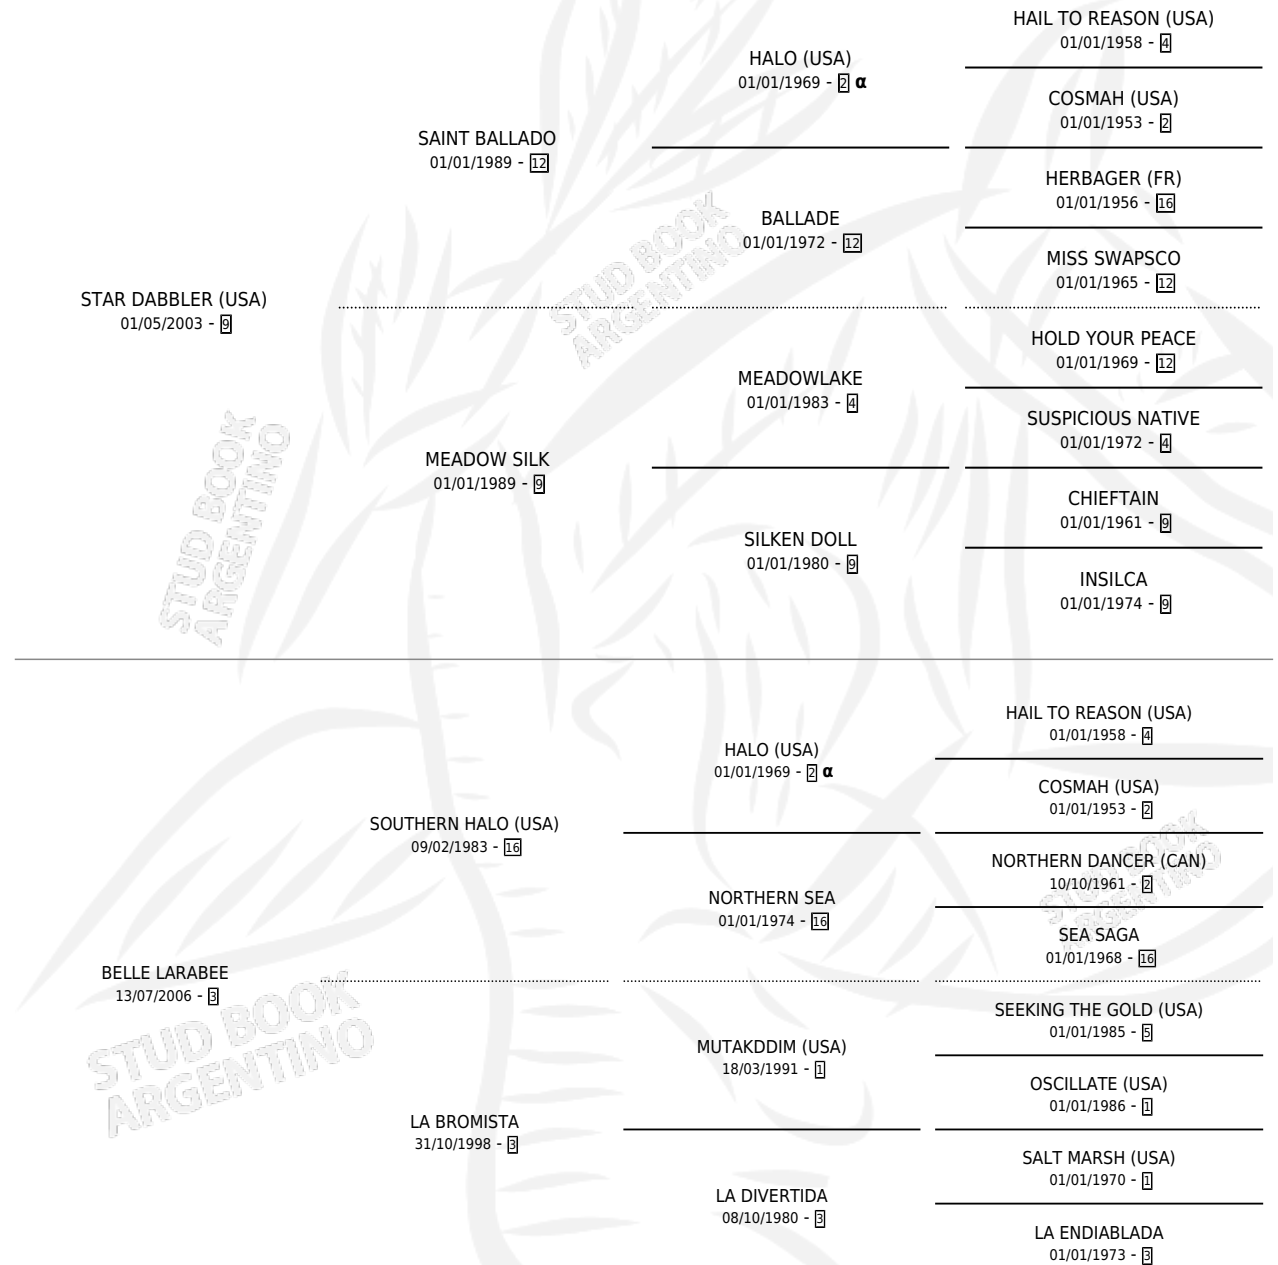 HAIL TO REASON (USA)
01/01/1958 - 4
HALO (USA)
01/01/1969 - 2 α
COSMAH (USA)
01/01/1953 - 2
SAINT BALLADO
01/01/1989 - 12
HERBAGER (FR)
01/01/1956 - 16
BALLADE
01/01/1972 - 12
MISS SWAPSCO
01/01/1965 - 12
STAR DABBLER (USA)
01/05/2003 - 9
HOLD YOUR PEACE
01/01/1969 - 12
MEADOWLAKE
01/01/1983 - 4
SUSPICIOUS NATIVE
01/01/1972 - 4
MEADOW SILK
01/01/1989 - 9
CHIEFTAIN
01/01/1961 - 9
SILKEN DOLL
01/01/1980 - 9
INSILCA
01/01/1974 - 9
HAIL TO REASON (USA)
01/01/1958 - 4
HALO (USA)
01/01/1969 - 2 α
COSMAH (USA)
01/01/1953 - 2
SOUTHERN HALO (USA)
09/02/1983 - 16
NORTHERN DANCER (CAN)
10/10/1961 - 2
NORTHERN SEA
01/01/1974 - 16
SEA SAGA
01/01/1968 - 16
BELLE LARABEE
13/07/2006 - 3
SEEKING THE GOLD (USA)
01/01/1985 - 5
MUTAKDDIM (USA)
18/03/1991 - 1
OSCILLATE (USA)
01/01/1986 - 1
LA BROMISTA
31/10/1998 - 3
SALT MARSH (USA)
01/01/1970 - 1
LA DIVERTIDA
08/10/1980 - 3
LA ENDIABLADA
01/01/1973 - 3
STUD BOOK
ARGENTINO
STUD BOOK
ARGENTINO
STUD BOOK
ARGENTINO
STUD BOOK
ARGENTINO